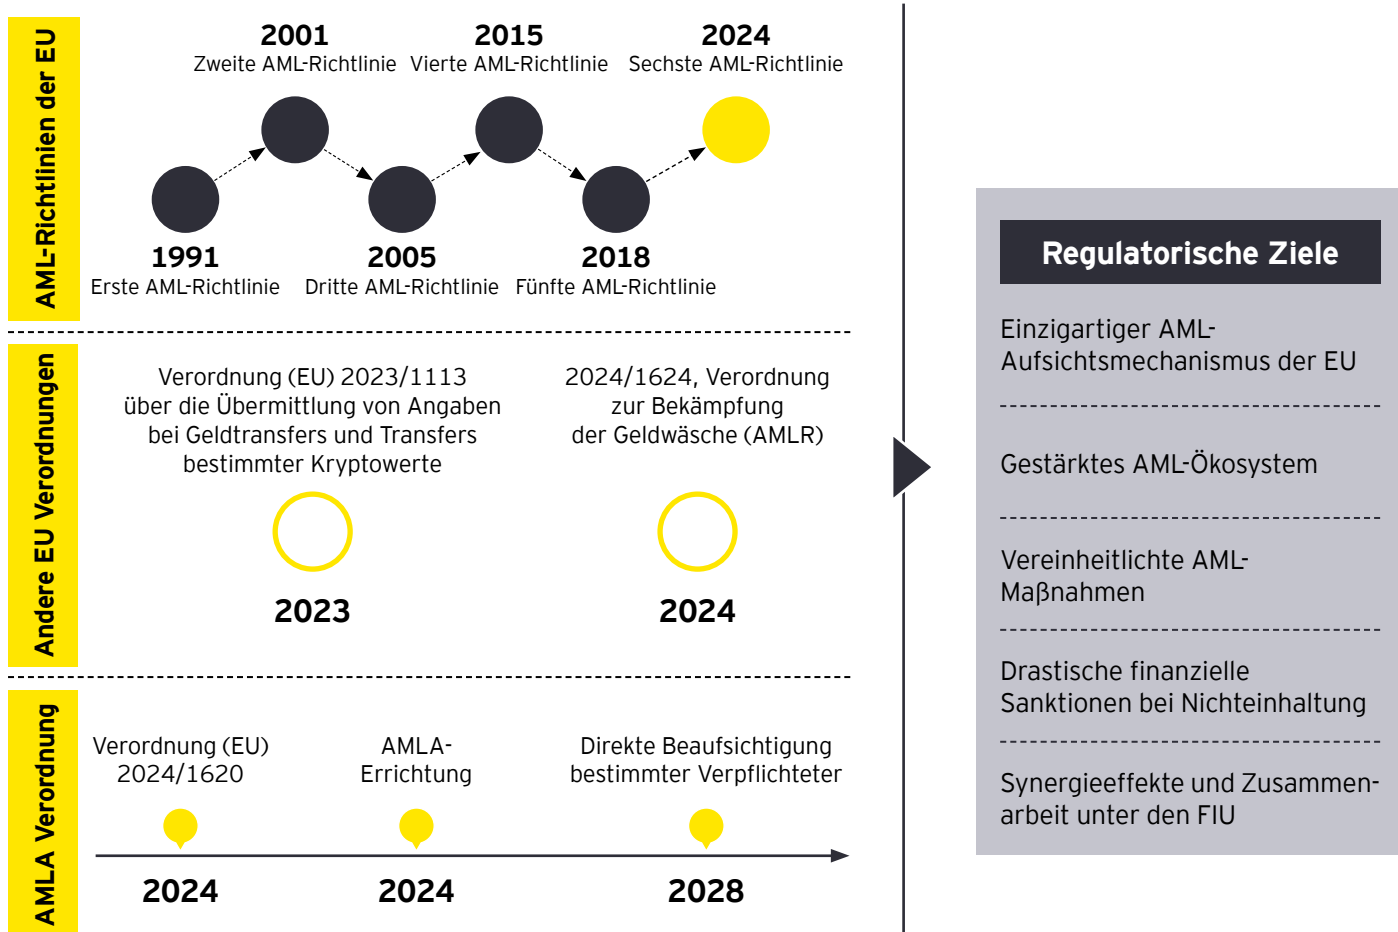 AML-Richtlinien der EU
2001
Zweite AML-Richtlinie
2015
Vierte AML-Richtlinie
2024
Sechste AML-Richtlinie
1991
Erste AML-Richtlinie
2005
Dritte AML-Richtlinie
2018
Fünfte AML-Richtlinie
Andere EU Verordnungen
Verordnung (EU) 2023/1113
über die Übermittlung von Angaben
bei Geldtransfers und Transfers
bestimmter Kryptowerte
2023
2024/1624, Verordnung
zur Bekämpfung
der Geldwäsche (AMLR)
2024
AMLA Verordnung
Verordnung (EU)
2024/1620
2024
AMLA-
Errichtung
2024
Direkte Beaufsichtigung
bestimmter Verpflichteter
2028
Regulatorische Ziele
Einzigartiger AML-
Aufsichtsmechanismus der EU
Gestärktes AML-Ökosystem
Vereinheitlichte AML-
Maßnahmen
Drastische finanzielle
Sanktionen bei Nichteinhaltung
Synergieeffekte und Zusammen-
arbeit unter den FIU